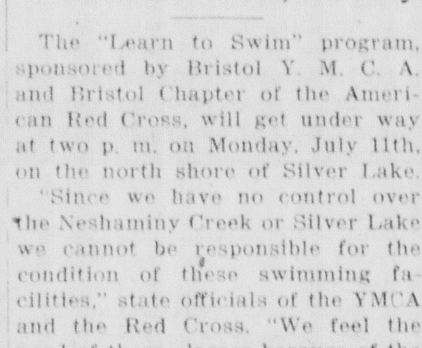 The "Learn to Swim" program,
sponsored by Bristol Y. M. C. A.
and Bristol Chapter of the Ameri-
can Red Cross, will get under way
at two p. m. on Monday, July 11th,
on the north shore of Silver Lake.
"Since we have no control over
the Neshaminy Creek or Silver Lake
we cannot be responsible for the
condition of these swimming fa-
cilities," state officials of the YMCA
and the Red Cross. "We feel the